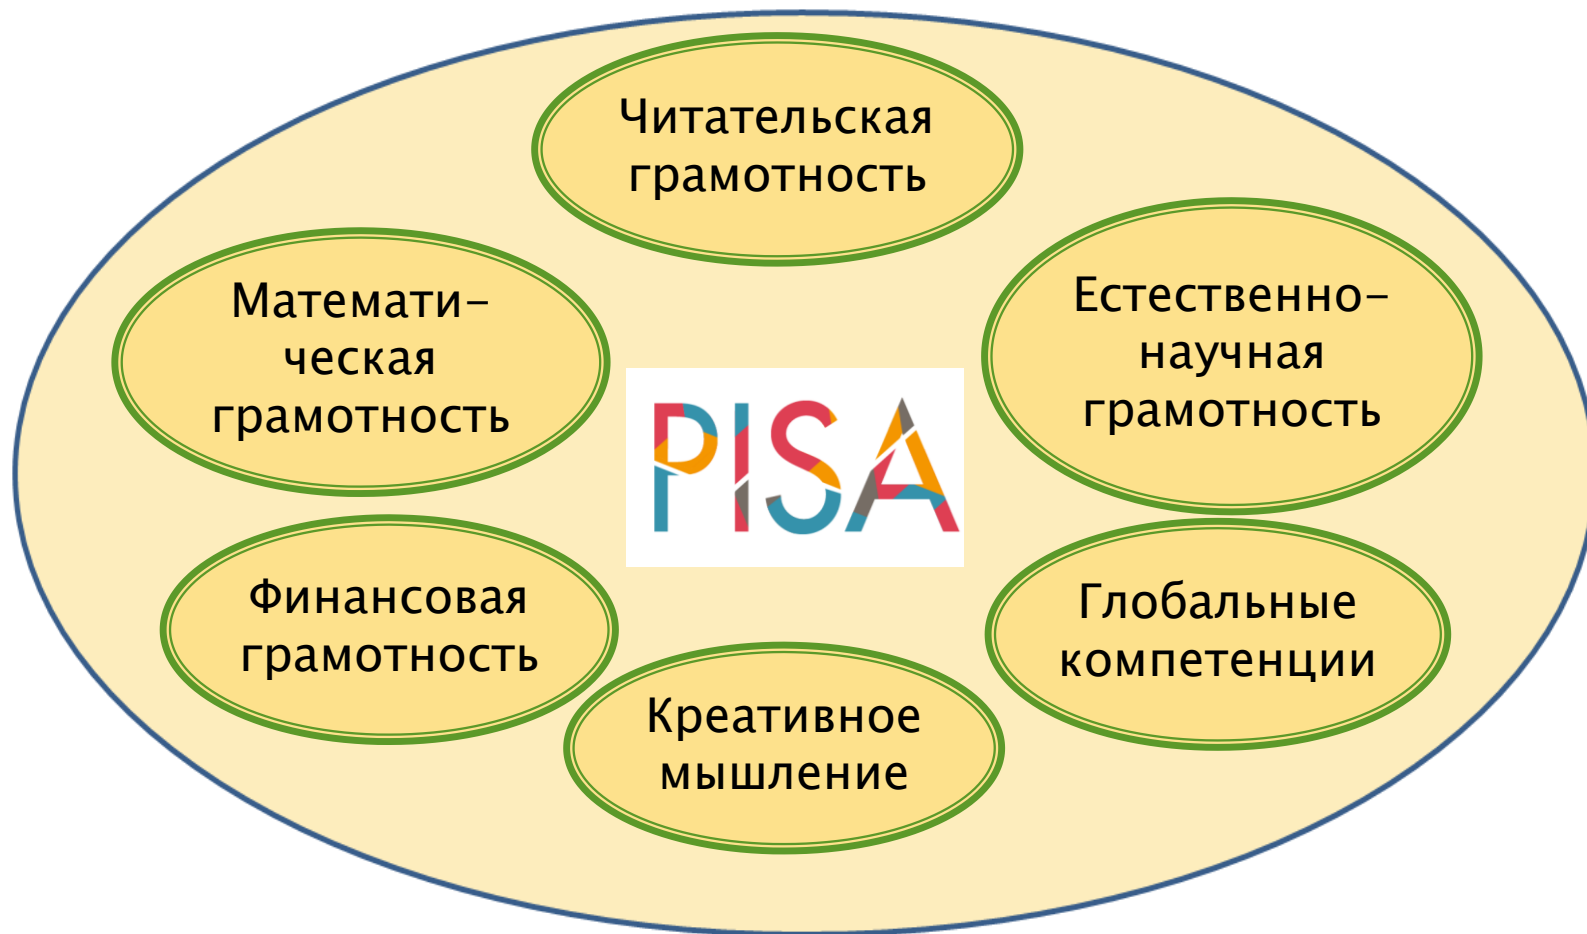 Читательская
грамотность
Математи-
ческая
грамотность
Естественно-
научная
грамотность
PISA
Финансовая
грамотность
Глобальные
компетенции
Креативное
мышление